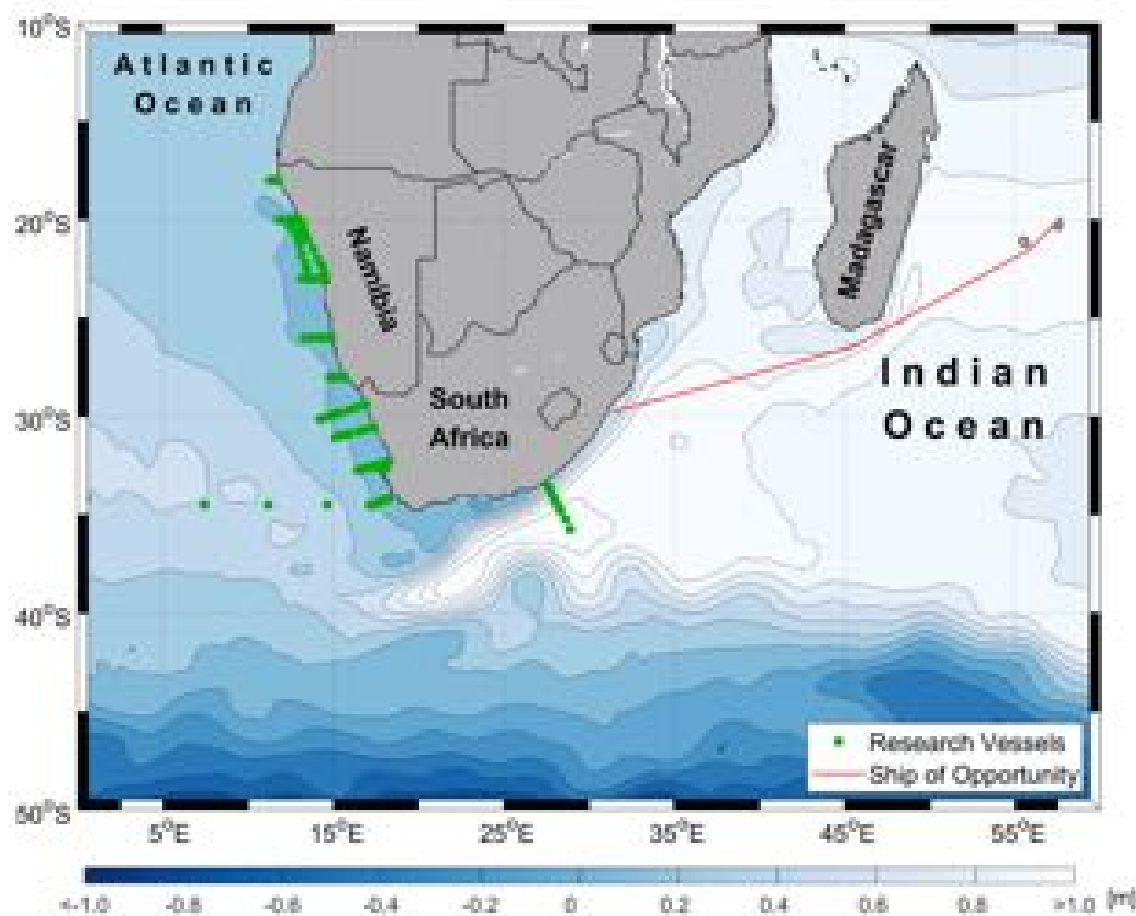 10°S
Atlantic
Ocean
Madagascar
20°S
Namibia
Indian
Ocean
South
Africa
30°S
40°S
Research Vessels
Ship of Opportunity
50°S
5°E 15°E 25°E 35°E 45°E 55°E
<-1.0 -0.8 -0.6 -0.4 -0.2 0 0.2 0.4 0.6 0.8 >1.0 [m]